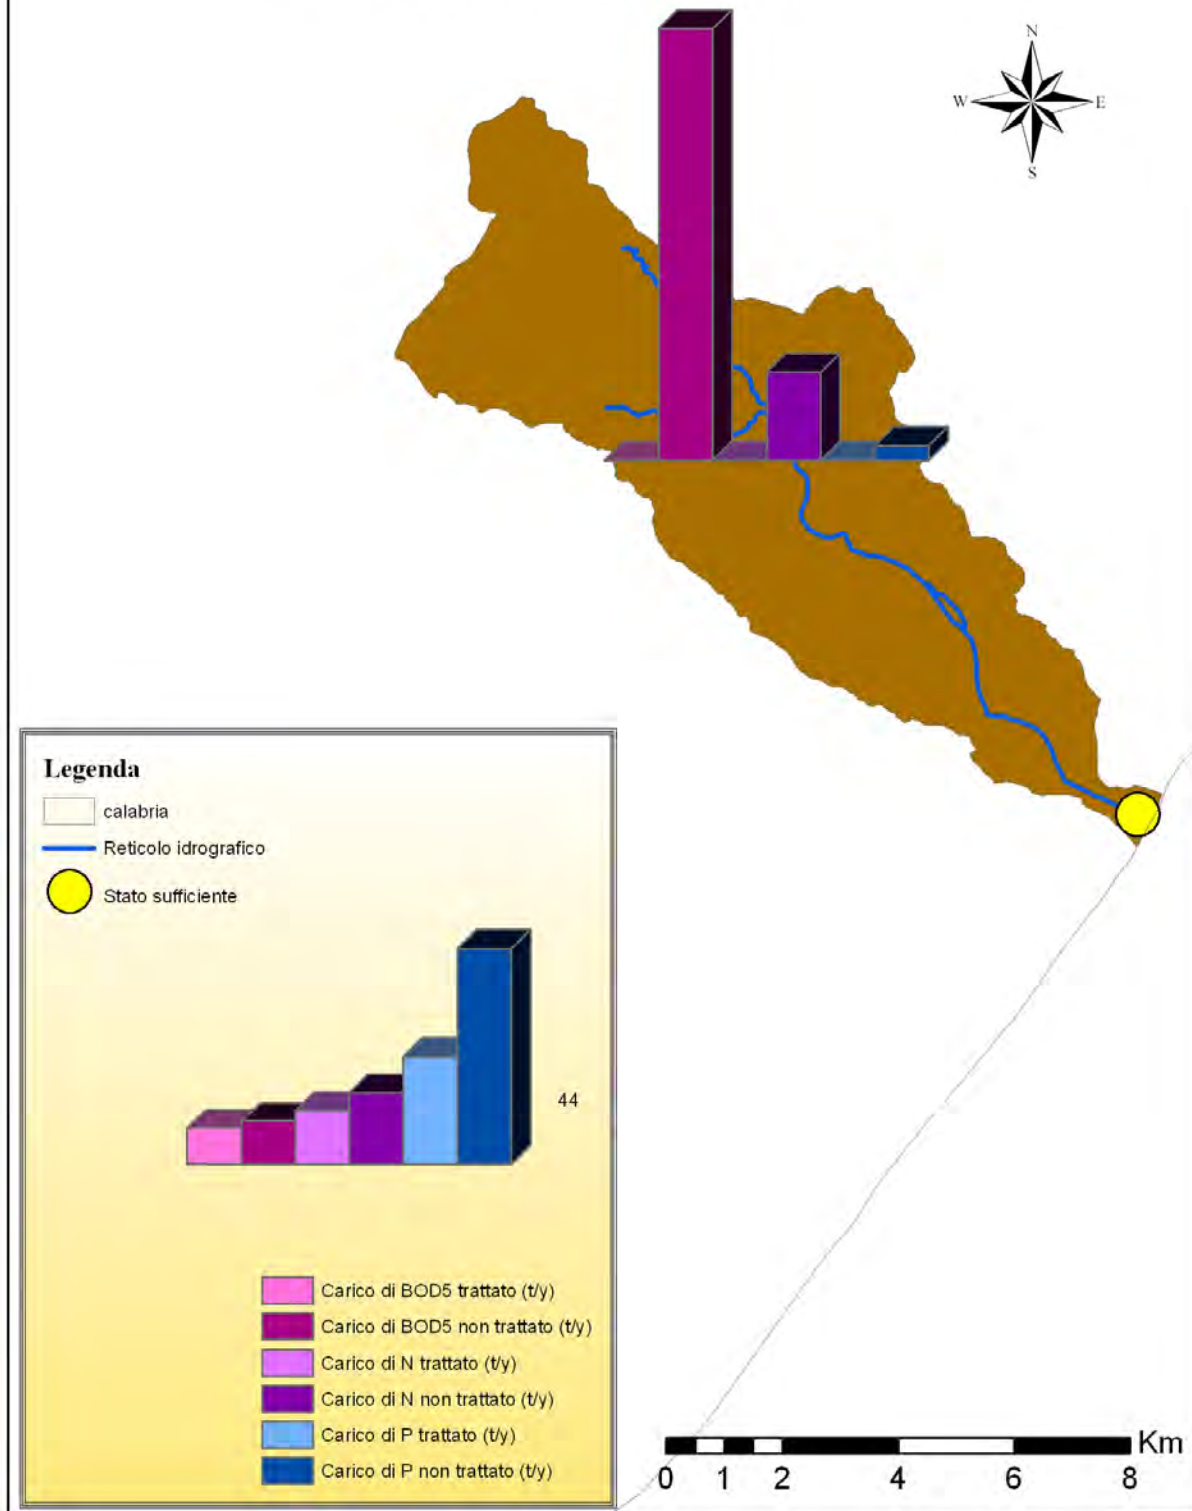 N
W E
S
Legenda
calabria
Reticolo idrografico
Stato sufficiente
44
Carico di BOD5 trattato (t/y)
Carico di BOD5 non trattato (t/y)
Carico di N trattato (t/y)
Carico di N non trattato (t/y)
Carico di P trattato (t/y)
Carico di P non trattato (t/y)
Km
0 1 2 4 6 8